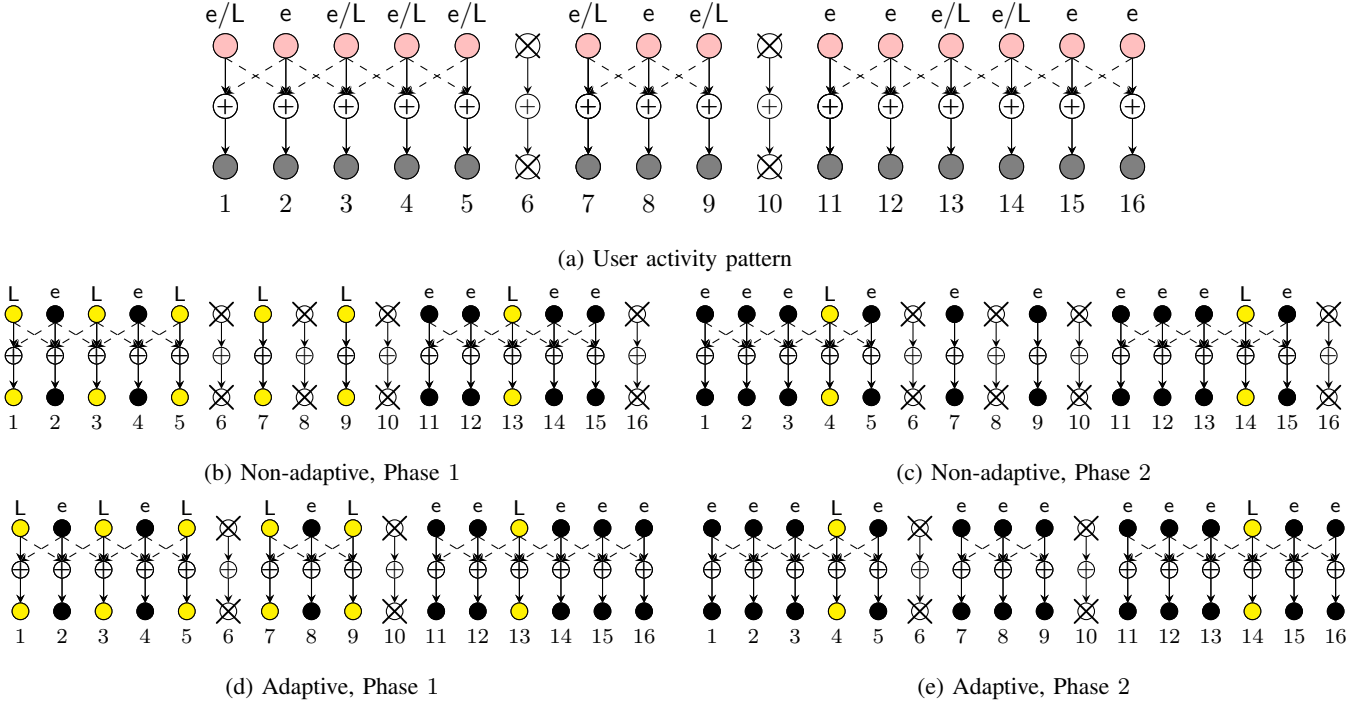 e/L e e/L e/L e/L e/L e e/L e e e/L e/L e e
1 2 3 4 5 6 7 8 9 10 11 12 13 14 15 16
(a) User activity pattern
L e L e L L L e e L e e
1 2 3 4 5 6 7 8 9 10 11 12 13 14 15 16
(b) Non-adaptive, Phase 1
e e e L e e e e e e L e
1 2 3 4 5 6 7 8 9 10 11 12 13 14 15 16
(c) Non-adaptive, Phase 2
L e L e L L e L e e L e e e
1 2 3 4 5 6 7 8 9 10 11 12 13 14 15 16
(d) Adaptive, Phase 1
e e e L e e e e e e e L e e
1 2 3 4 5 6 7 8 9 10 11 12 13 14 15 16
(e) Adaptive, Phase 2